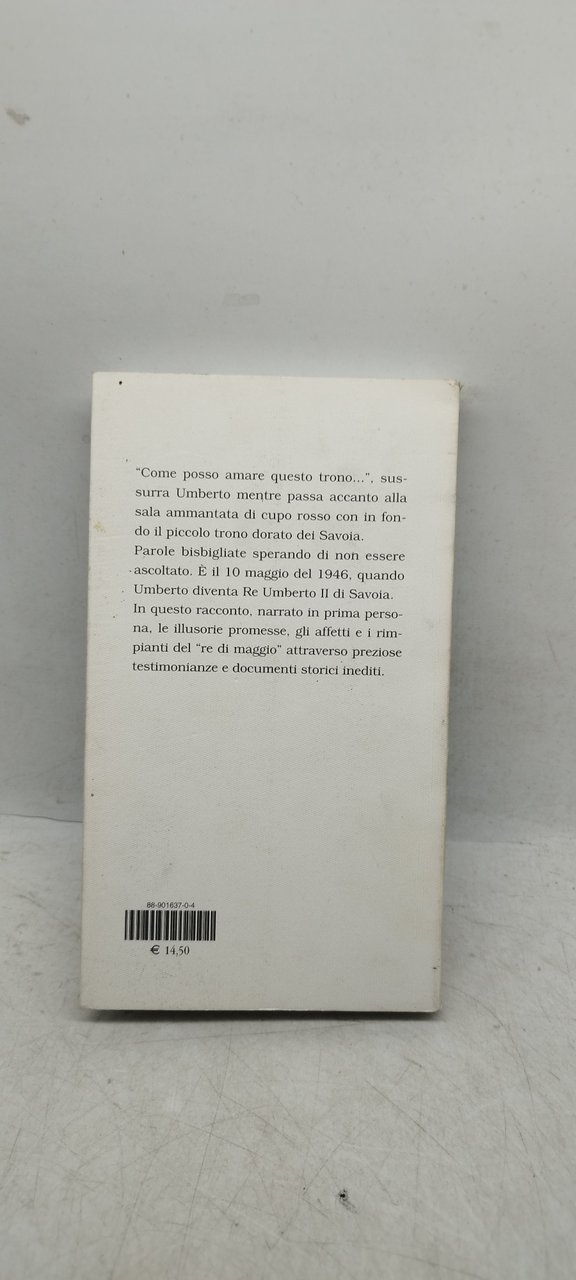 "Come posso amare questo trono...", sus-
surra Umberto mentre passa accanto alla
sala ammantata di cupo rosso con in fon-
do il piccolo trono dorato dei Savoia.
Parole bisbigliate sperando di non essere
ascoltato. È il 10 maggio del 1946, quando
Umberto diventa Re Umberto II di Savoia.
In questo racconto, narrato in prima perso-
na, le illusorie promesse, gli affetti e i rim-
pianti del "re di maggio" attraverso preziose
testimonianze e documenti storici inediti.
88-901637-0-4
€ 14,50